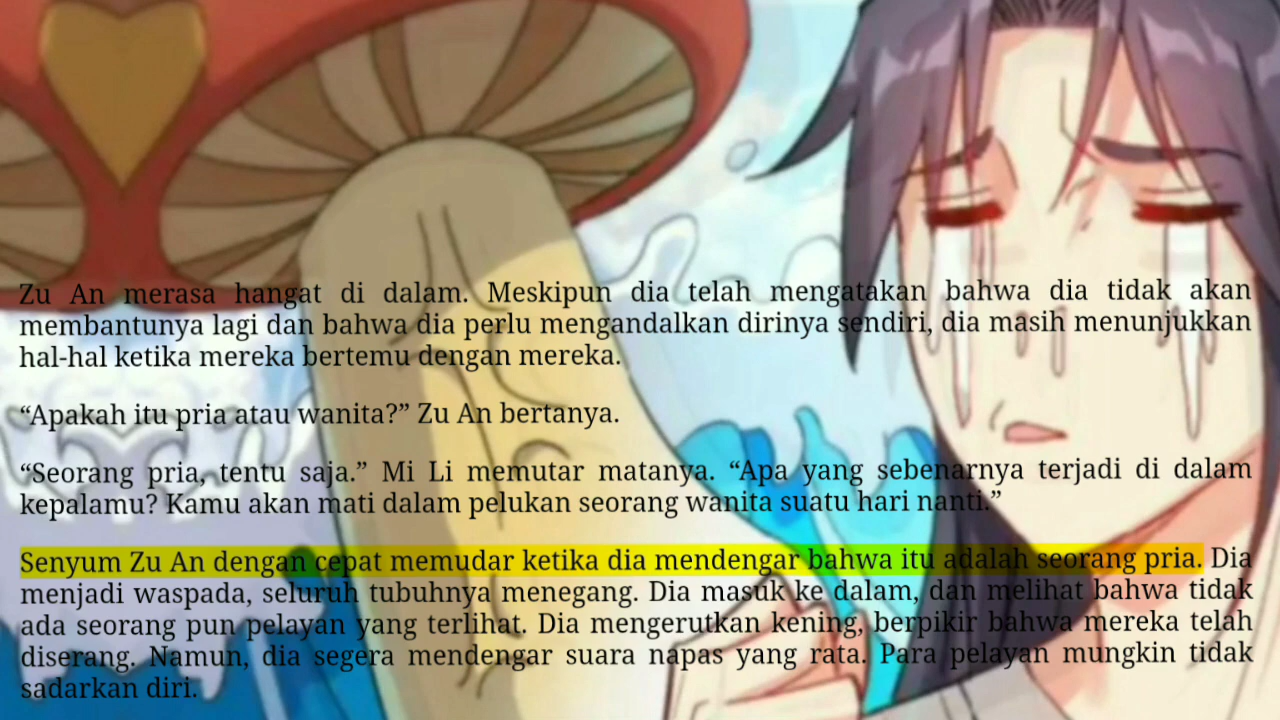 Zu An merasa hangat di dalam. Meskipun dia telah mengatakan bahwa dia tidak akan
membantunya lagi dan bahwa dia perlu mengandalkan dirinya sendiri, dia masih menunjukkan
hal-hal ketika mereka bertemu dengan mereka.
“Apakah itu pria atau wanita?” Zu An bertanya.
“Seorang pria, tentu saja.” Mi Li memutar matanya. “Apa yang sebenarnya terjadi di dalam
kepalamu? Kamu akan mati dalam pelukan seorang wanita suatu hari nanti.”
Senyum Zu An dengan cepat memudar ketika dia mendengar bahwa itu adalah seorang pria. Dia
menjadi waspada, seluruh tubuhnya menegang. Dia masuk ke dalam, dan melihat bahwa tidak
ada seorang pun pelayan yang terlihat. Dia mengerutkan kening, berpikir bahwa mereka telah
diserang. Namun, dia segera mendengar suara napas yang rata. Para pelayan mungkin tidak
sadarkan diri.